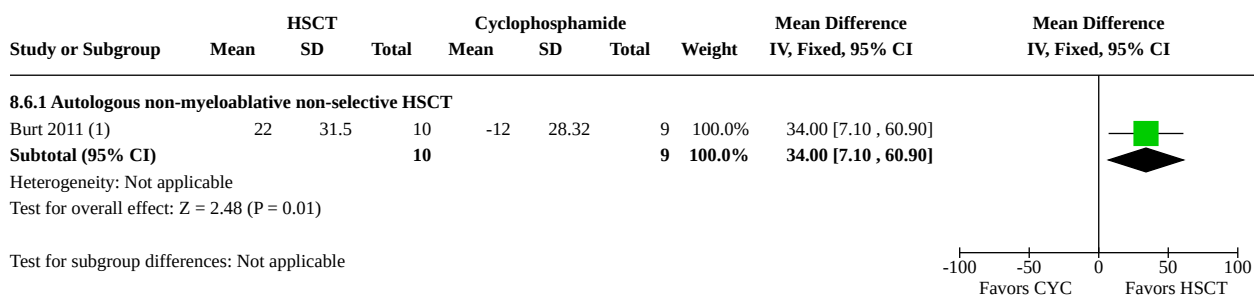 HSCT Cyclophosphamide Mean Difference Mean Difference
Study or Subgroup Mean SD Total Mean SD Total Weight IV, Fixed, 95% CI IV, Fixed, 95% CI
8.6.1 Autologous non-myeloablative non-selective HSCT
Burt 2011 (1) 22 31.5 10 -12 28.32 9 100.0% 34.00 [7.10 , 60.90]
Subtotal (95% CI) 10 9 100.0% 34.00 [7.10 , 60.90]
Heterogeneity: Not applicable
Test for overall effect: Z = 2.48 (P = 0.01)
Test for subgroup differences: Not applicable
-100 -50 0 50 100
Favors CYC Favors HSCT